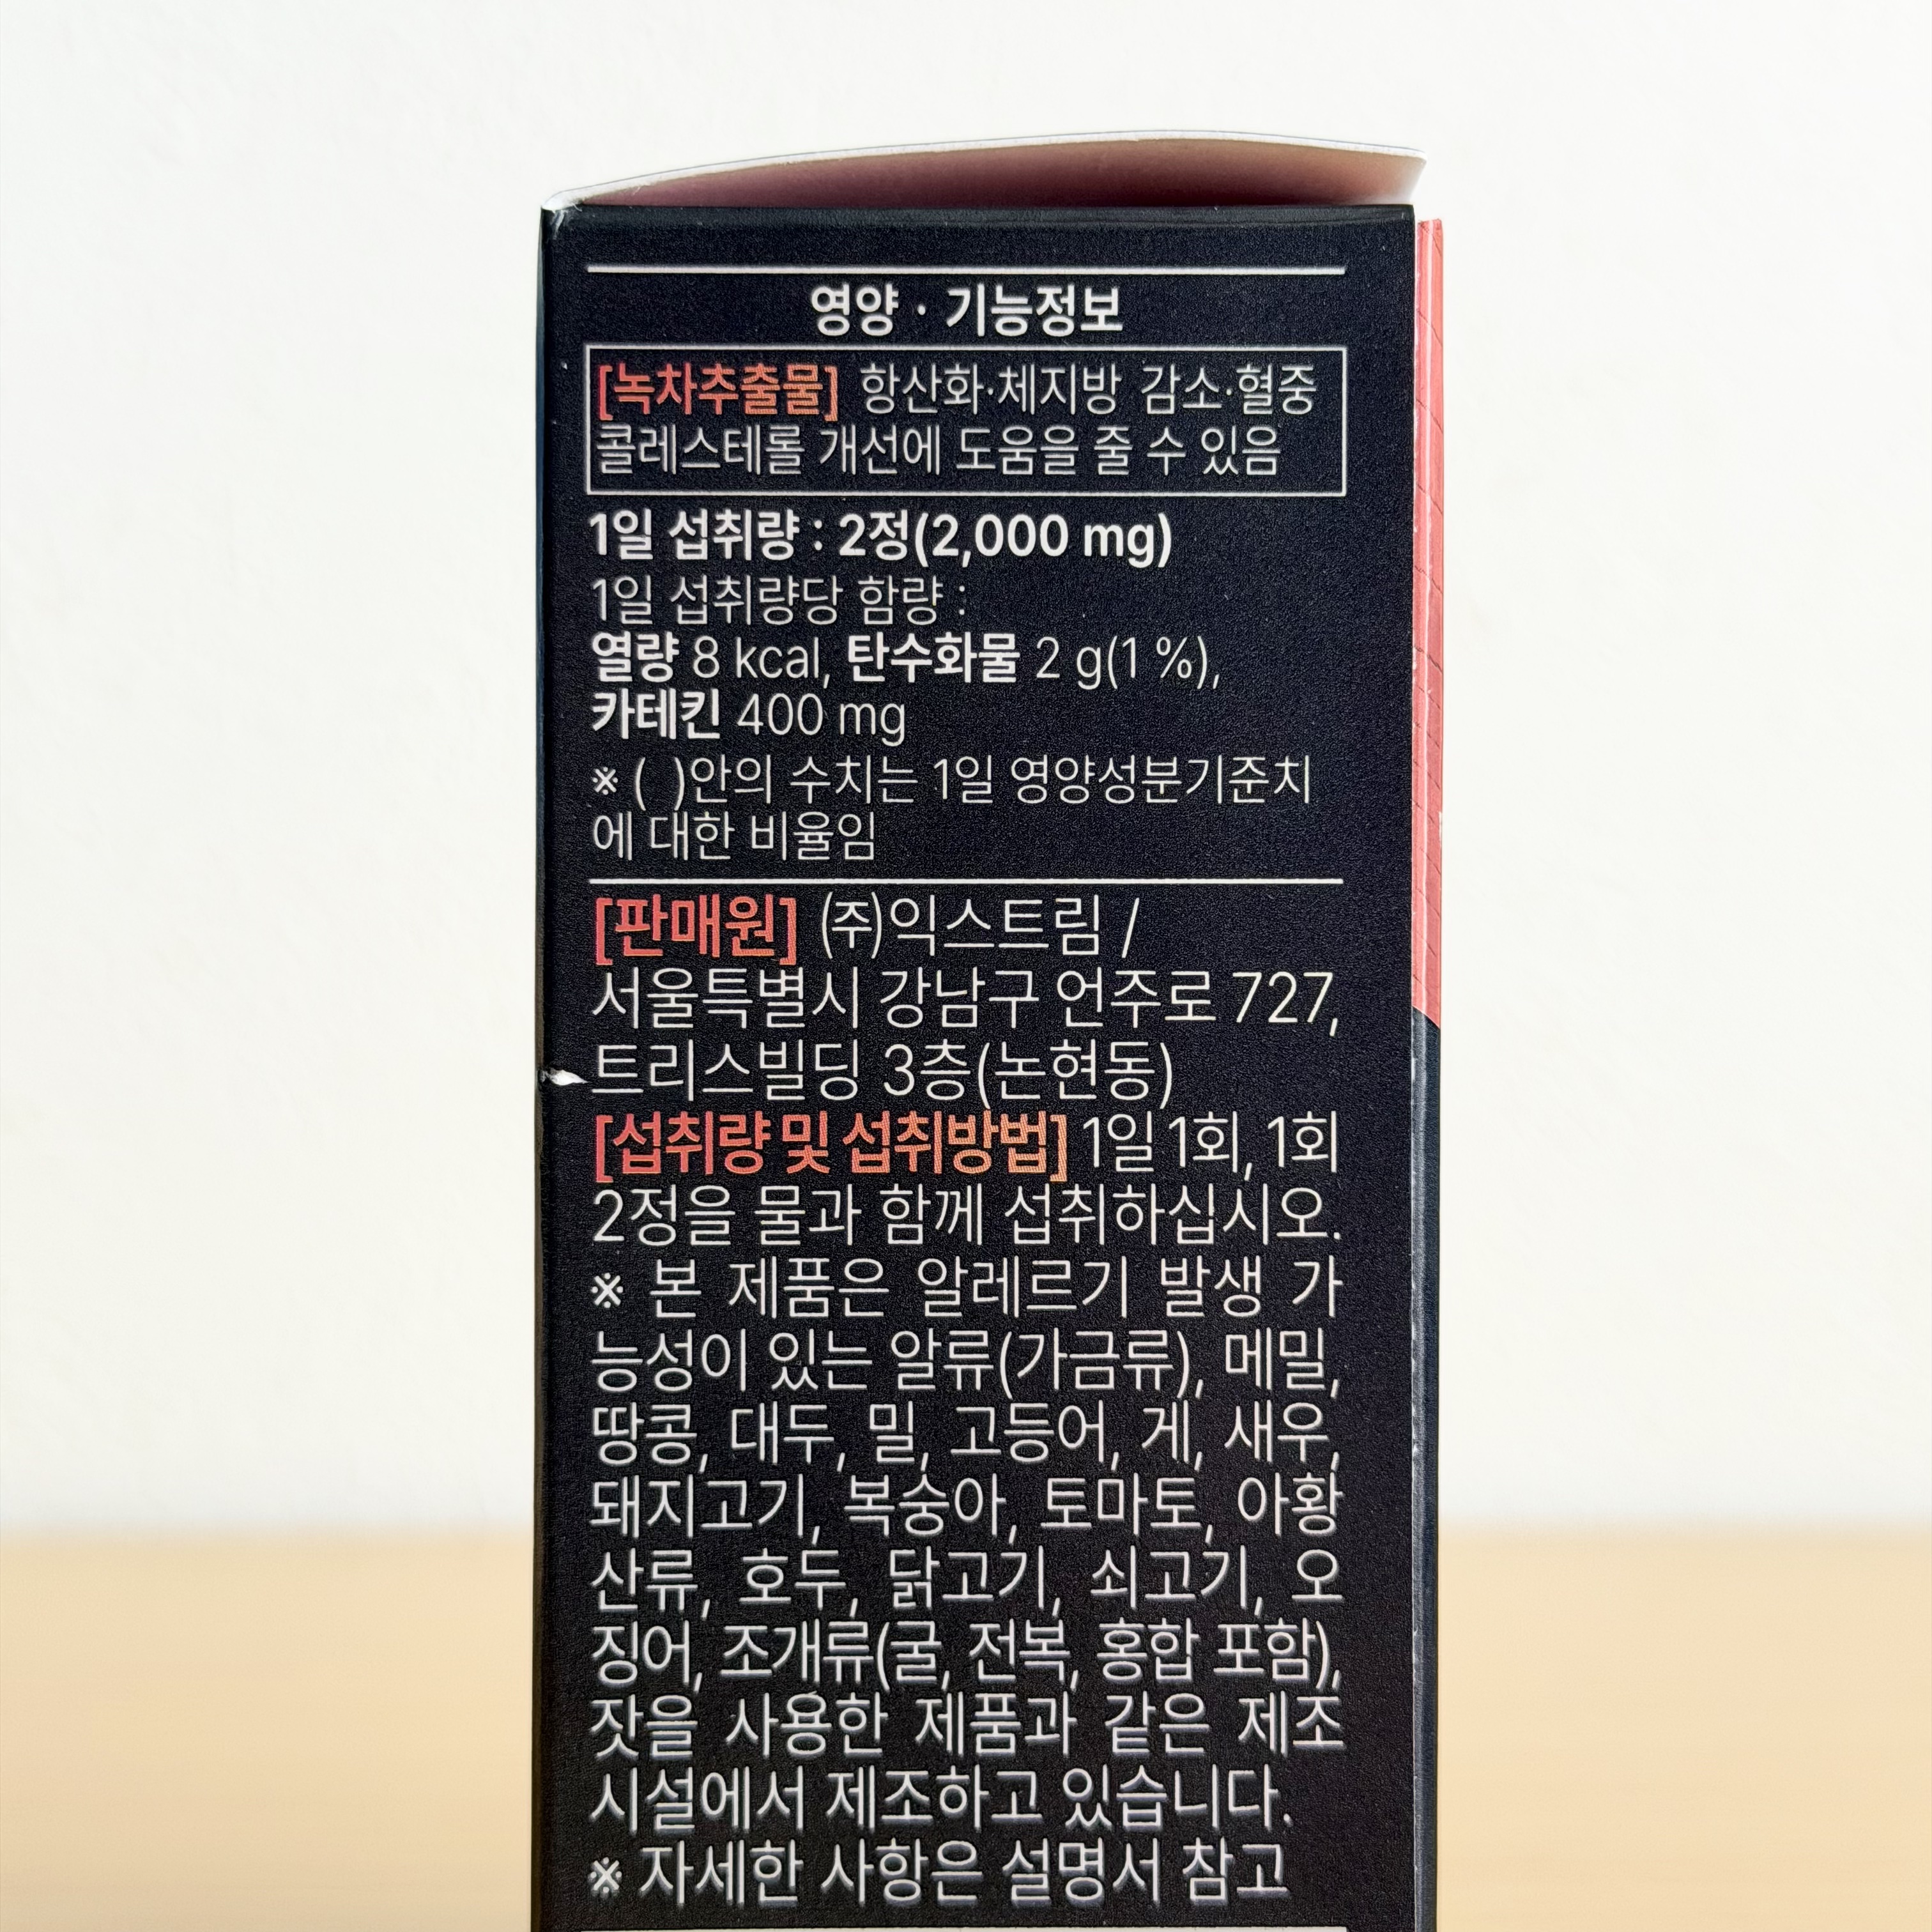 영양 · 기능정보
[녹차추출물] 항산화·체지방 감소·혈중
콜레스테롤 개선에 도움을 줄 수 있음
1일 섭취량 : 2정(2,000 mg)
1일 섭취량당 함량 :
열량 8 kcal, 탄수화물 2 g(1 %),
카테킨 400 mg
※ ( )안의 수치는 1일 영양성분기준치
에 대한 비율임
[판매원] (주)익스트림 /
서울특별시 강남구 언주로 727,
트리스빌딩 3층(논현동)
[섭취량 및 섭취방법] 1일 1회, 1회
2정을 물과 함께 섭취하십시오.
※ 본 제품은 알레르기 발생 가
능성이 있는 알류(가금류), 메밀,
땅콩, 대두, 밀, 고등어, 게, 새우,
돼지고기, 복숭아, 토마토, 아황
산류, 호두, 닭고기, 쇠고기, 오
징어, 조개류(굴, 전복, 홍합 포함),
잣을 사용한 제품과 같은 제조
시설에서 제조하고 있습니다.
※ 자세한 사항은 설명서 참고